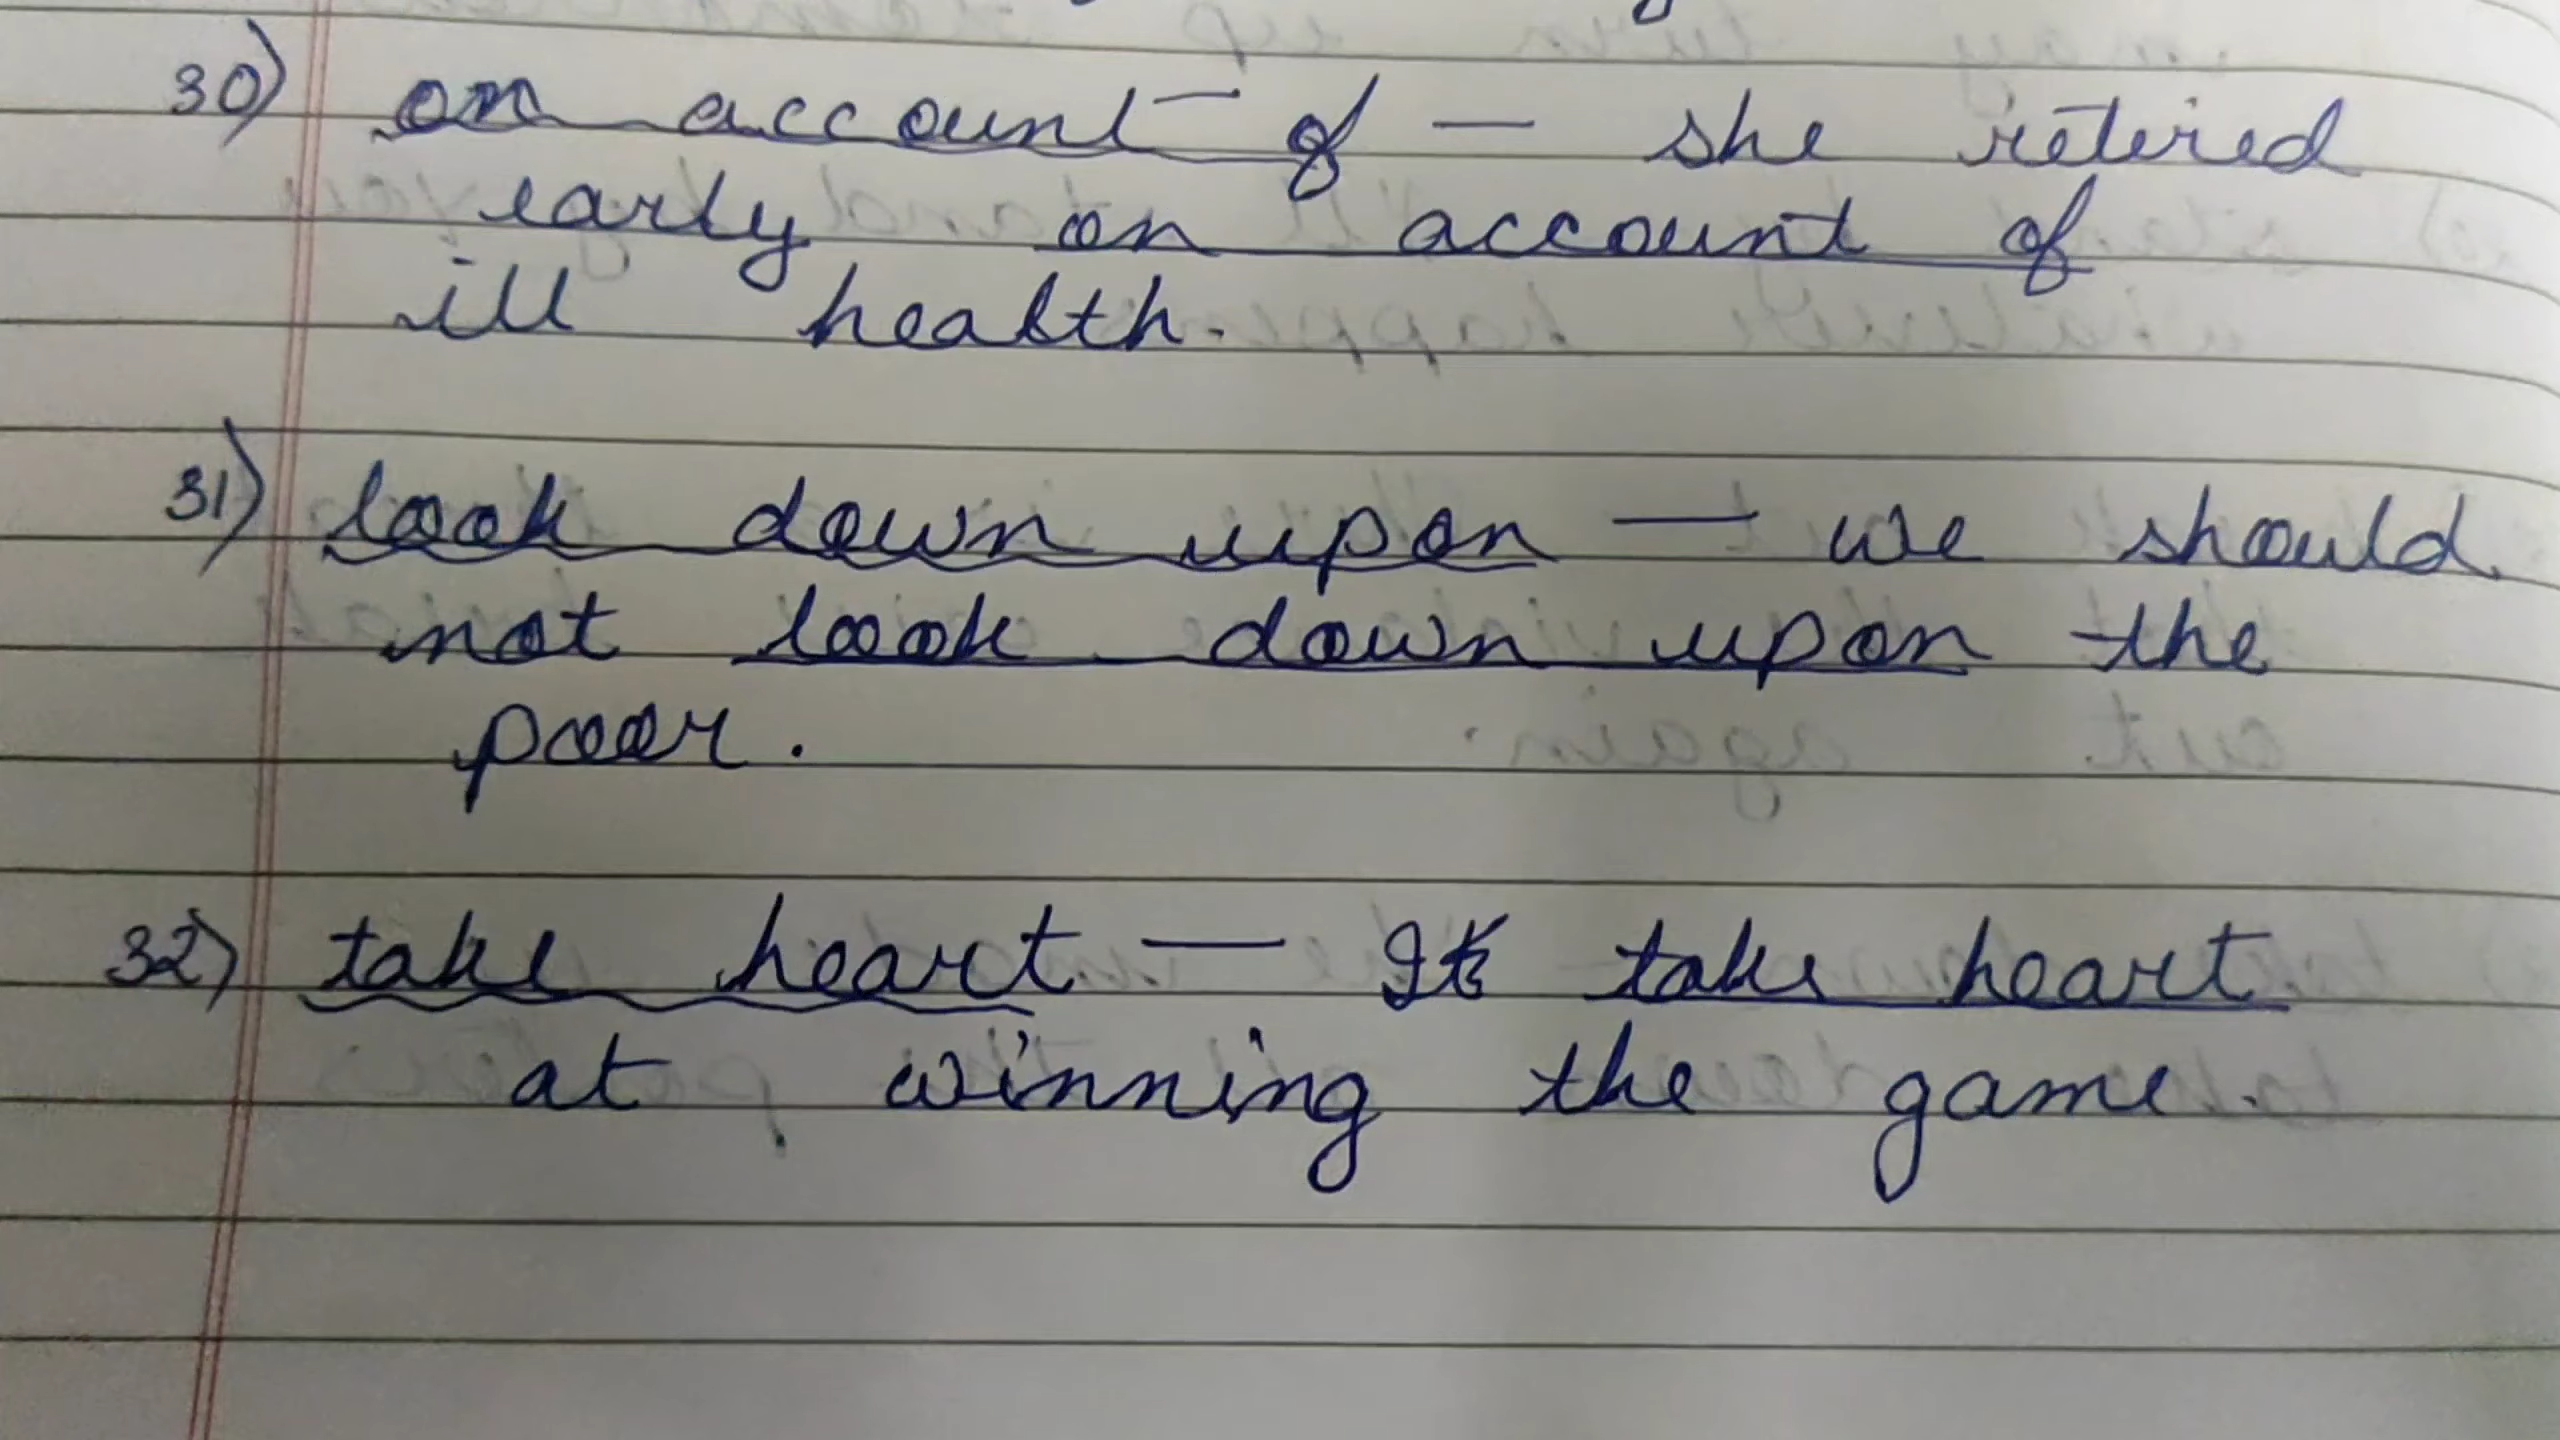 30) on account of — she retired
early on account of
ill health.
31) look down upon — we should
not look down upon the
poor.
32) take heart — It take heart
at winning the game.